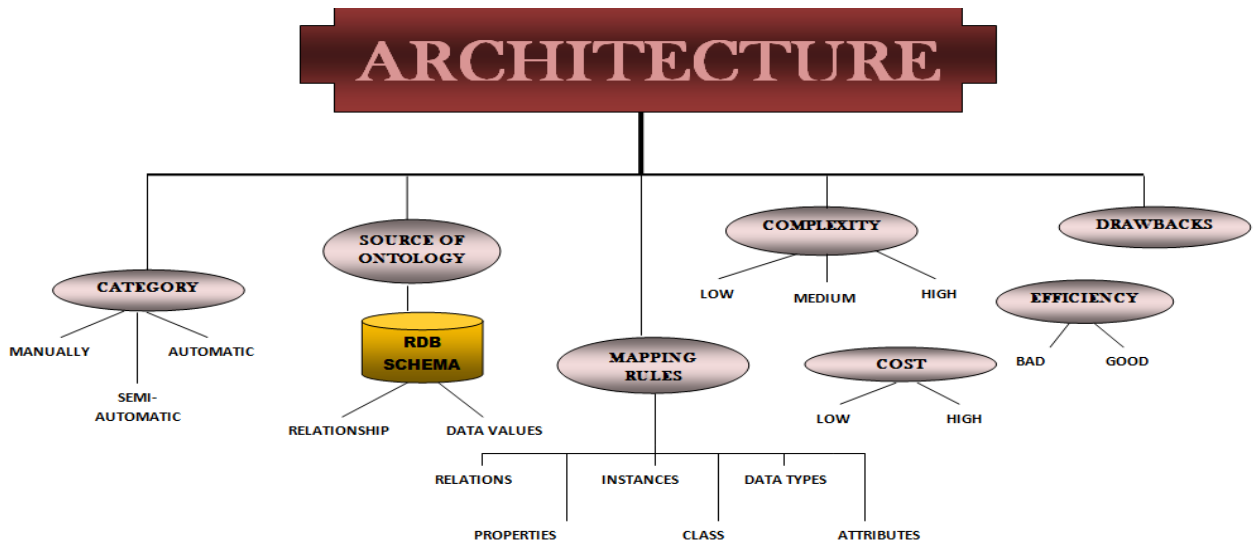 ARCHITECTURE
CATEGORY
MANUALLY
AUTOMATIC
SEMI-
AUTOMATIC
SOURCE OF
ONTOLOGY
RDB
SCHEMA
RELATIONSHIP
DATA VALUES
MAPPING
RULES
RELATIONS
INSTANCES
DATA TYPES
PROPERTIES
CLASS
ATTRIBUTES
COMPLEXITY
LOW
MEDIUM
HIGH
COST
LOW
HIGH
DRAWBACKS
EFFICIENCY
BAD
GOOD